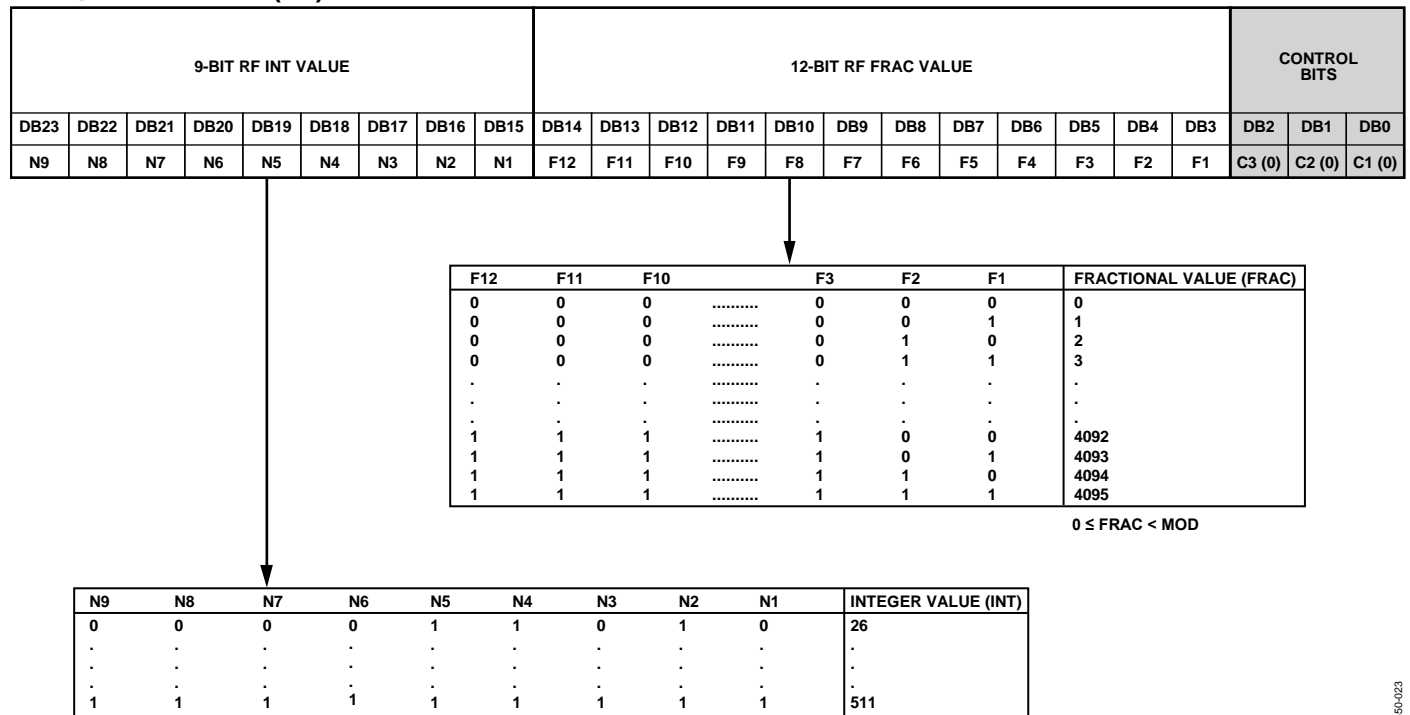 9-BIT RF INT VALUE 12-BIT RF FRAC VALUE CONTROL
BITS
DB23 DB22 DB21 DB20 DB19 DB18 DB17 DB16 DB15 DB14 DB13 DB12 DB11 DB10 DB9 DB8 DB7 DB6 DB5 DB4 DB3 DB2 DB1 DB0
N9 N8 N7 N6 N5 N4 N3 N2 N1 F12 F11 F10 F9 F8 F7 F6 F5 F4 F3 F2 F1 C3 (0) C2 (0) C1 (0)
F12 F11 F10 F3 F2 F1 FRACTIONAL VALUE (FRAC)
0 0 0 .......... 0 0 0 0
0 0 0 .......... 0 0 1 1
0 0 0 .......... 0 1 0 2
0 0 0 .......... 0 1 1 3
. . . .......... . . . .
. . . .......... . . . .
. . . .......... . . . .
1 1 1 .......... 1 0 0 4092
1 1 1 .......... 1 0 1 4093
1 1 1 .......... 1 1 0 4094
1 1 1 .......... 1 1 1 4095
0 ≤ FRAC < MOD
N9 N8 N7 N6 N5 N4 N3 N2 N1 INTEGER VALUE (INT)
0 0 0 0 1 1 0 1 0 26
. . . . . . . . . .
. . . . . . . . . .
. . . . . . . . . .
1 1 1 1 1 1 1 1 1 511
50-023